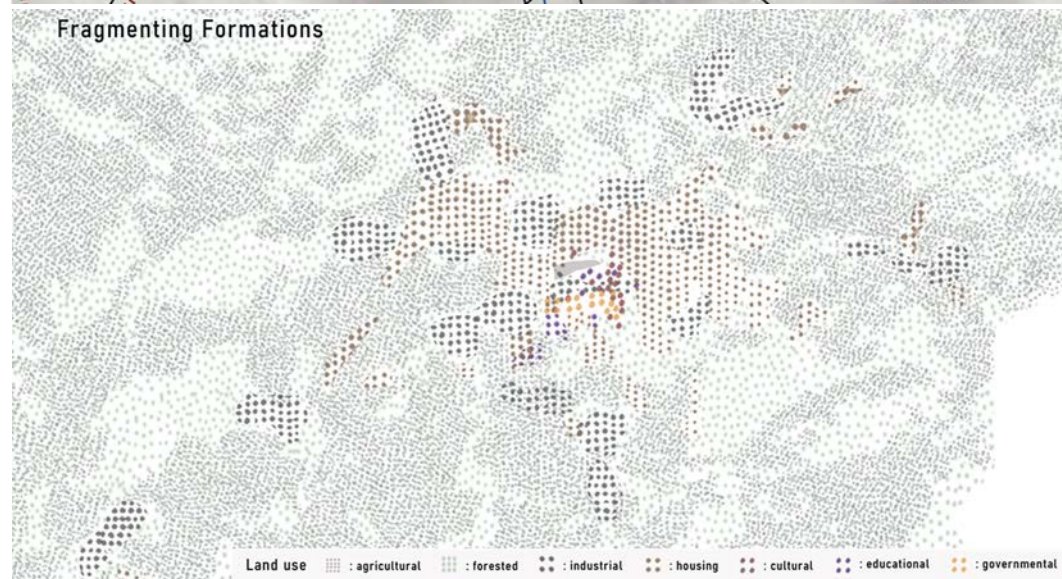 Fragmenting Formations
Land use : agricultural : forested : industrial : housing : cultural : educational : governmental